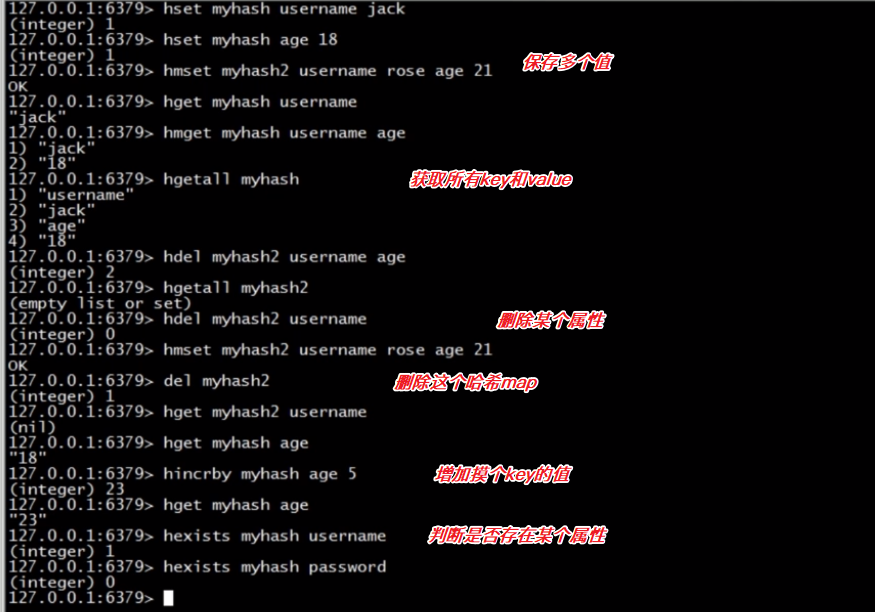 127.0.0.1:6379> hset myhash username jack
(integer) 1
127.0.0.1:6379> hset myhash age 18
(integer) 1
127.0.0.1:6379> hmset myhash2 username rose age 21 保存多个值
OK
127.0.0.1:6379> hget myhash username
"jack"
127.0.0.1:6379> hmget myhash username age
1) "jack"
2) "18"
127.0.0.1:6379> hgetall myhash 获取所有key和value
1) "username"
2) "jack"
3) "age"
4) "18"
127.0.0.1:6379> hdel myhash2 username age
(integer) 2
127.0.0.1:6379> hgetall myhash2
(empty list or set)
127.0.0.1:6379> hdel myhash2 username 删除某个属性
(integer) 0
127.0.0.1:6379> hmset myhash2 username rose age 21
OK
127.0.0.1:6379> del myhash2 删除这个哈希map
(integer) 1
127.0.0.1:6379> hget myhash2 username
(nil)
127.0.0.1:6379> hget myhash age
"18"
127.0.0.1:6379> hincrby myhash age 5 增加摸个key的值
(integer) 23
127.0.0.1:6379> hget myhash age
"23"
127.0.0.1:6379> hexists myhash username 判断是否存在某个属性
(integer) 1
127.0.0.1:6379> hexists myhash password
(integer) 0
127.0.0.1:6379>